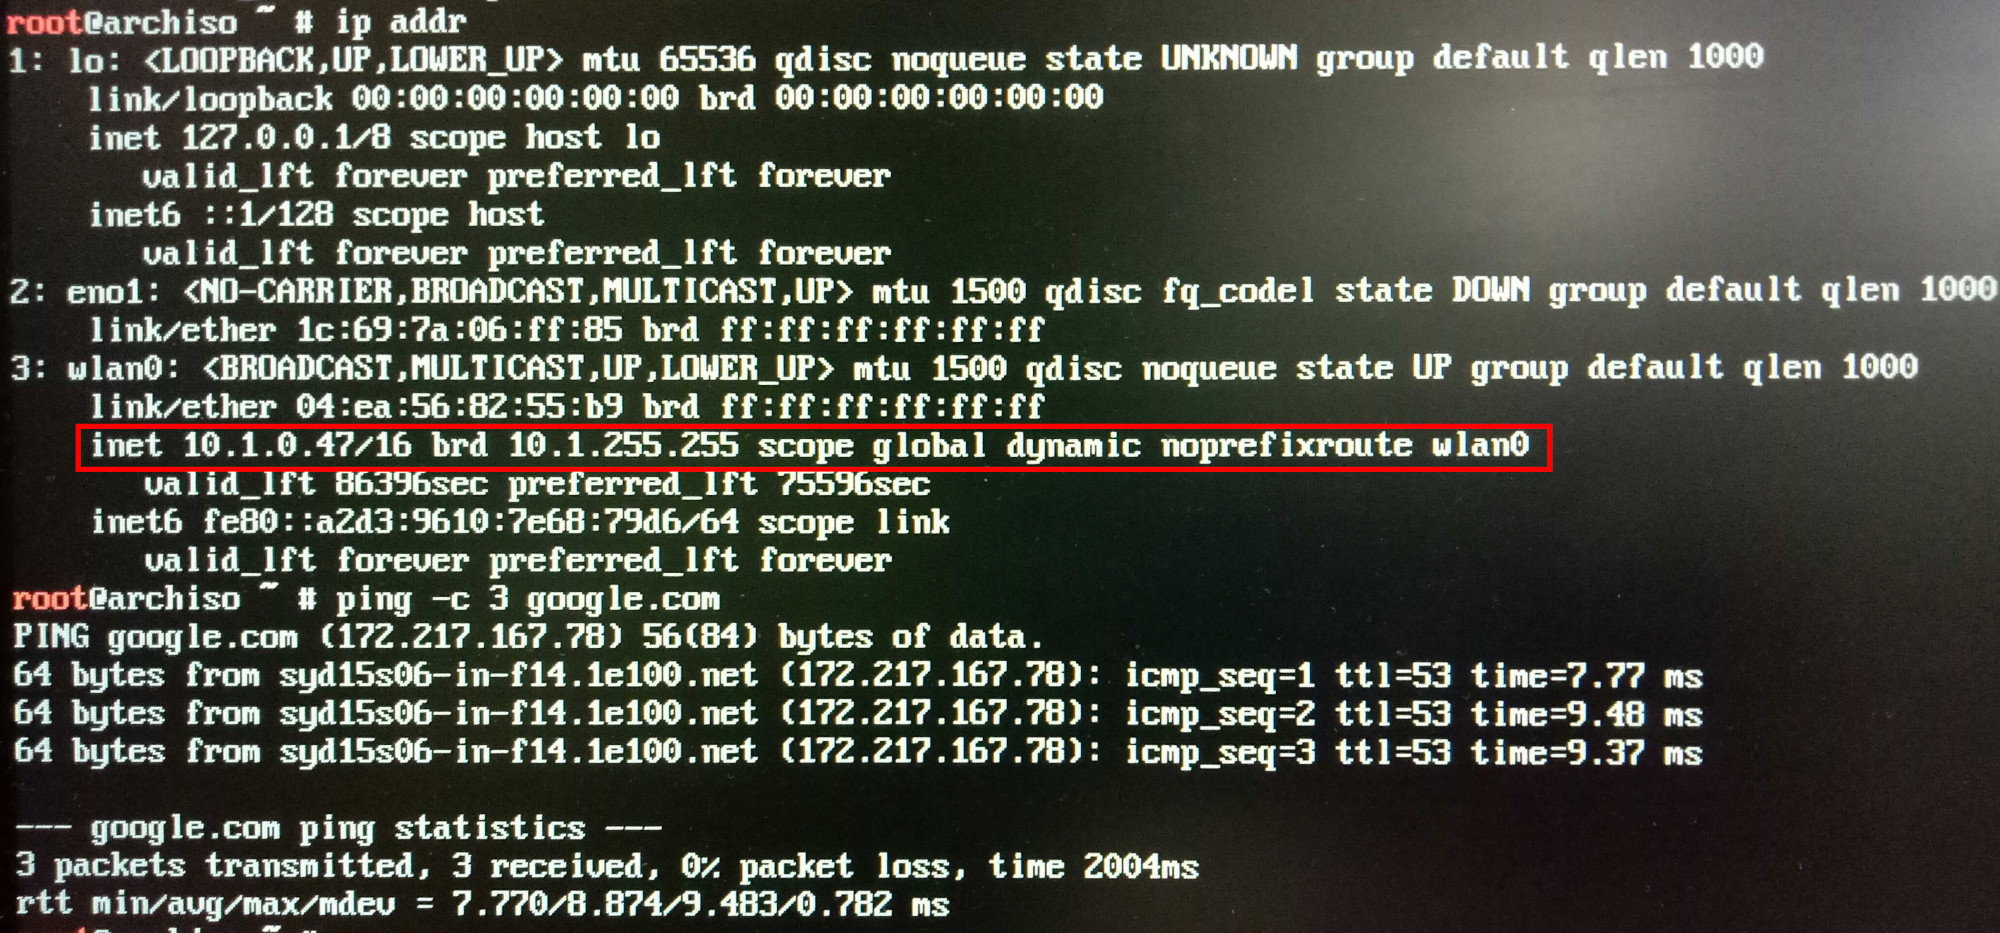 root@archiso ~ # ip addr
1: lo: <LOOPBACK,UP,LOWER_UP> mtu 65536 qdisc noqueue state UNKNOWN group default qlen 1000
link/loopback 00:00:00:00:00:00 brd 00:00:00:00:00:00
inet 127.0.0.1/8 scope host lo
valid_lft forever preferred_lft forever
inet6 ::1/128 scope host
valid_lft forever preferred_lft forever
2: eno1: <NO-CARRIER,BROADCAST,MULTICAST,UP> mtu 1500 qdisc fq_codel state DOWN group default qlen 1000
link/ether 1c:69:7a:06:ff:85 brd ff:ff:ff:ff:ff:ff
3: wlan0: <BROADCAST,MULTICAST,UP,LOWER_UP> mtu 1500 qdisc noqueue state UP group default qlen 1000
link/ether 04:ea:56:82:55:b9 brd ff:ff:ff:ff:ff:ff
inet 10.1.0.47/16 brd 10.1.255.255 scope global dynamic noprefixroute wlan0
valid_lft 86396sec preferred_lft 75596sec
inet6 fe80::a2d3:9610:7e68:79d6/64 scope link
valid_lft forever preferred_lft forever
root@archiso ~ # ping -c 3 google.com
PING google.com (172.217.167.78) 56(84) bytes of data.
64 bytes from syd15s06-in-f14.1e100.net (172.217.167.78): icmp_seq=1 ttl=53 time=7.77 ms
64 bytes from syd15s06-in-f14.1e100.net (172.217.167.78): icmp_seq=2 ttl=53 time=9.48 ms
64 bytes from syd15s06-in-f14.1e100.net (172.217.167.78): icmp_seq=3 ttl=53 time=9.37 ms
--- google.com ping statistics ---
3 packets transmitted, 3 received, 0% packet loss, time 2004ms
rtt min/avg/max/mdev = 7.770/8.874/9.483/0.782 ms